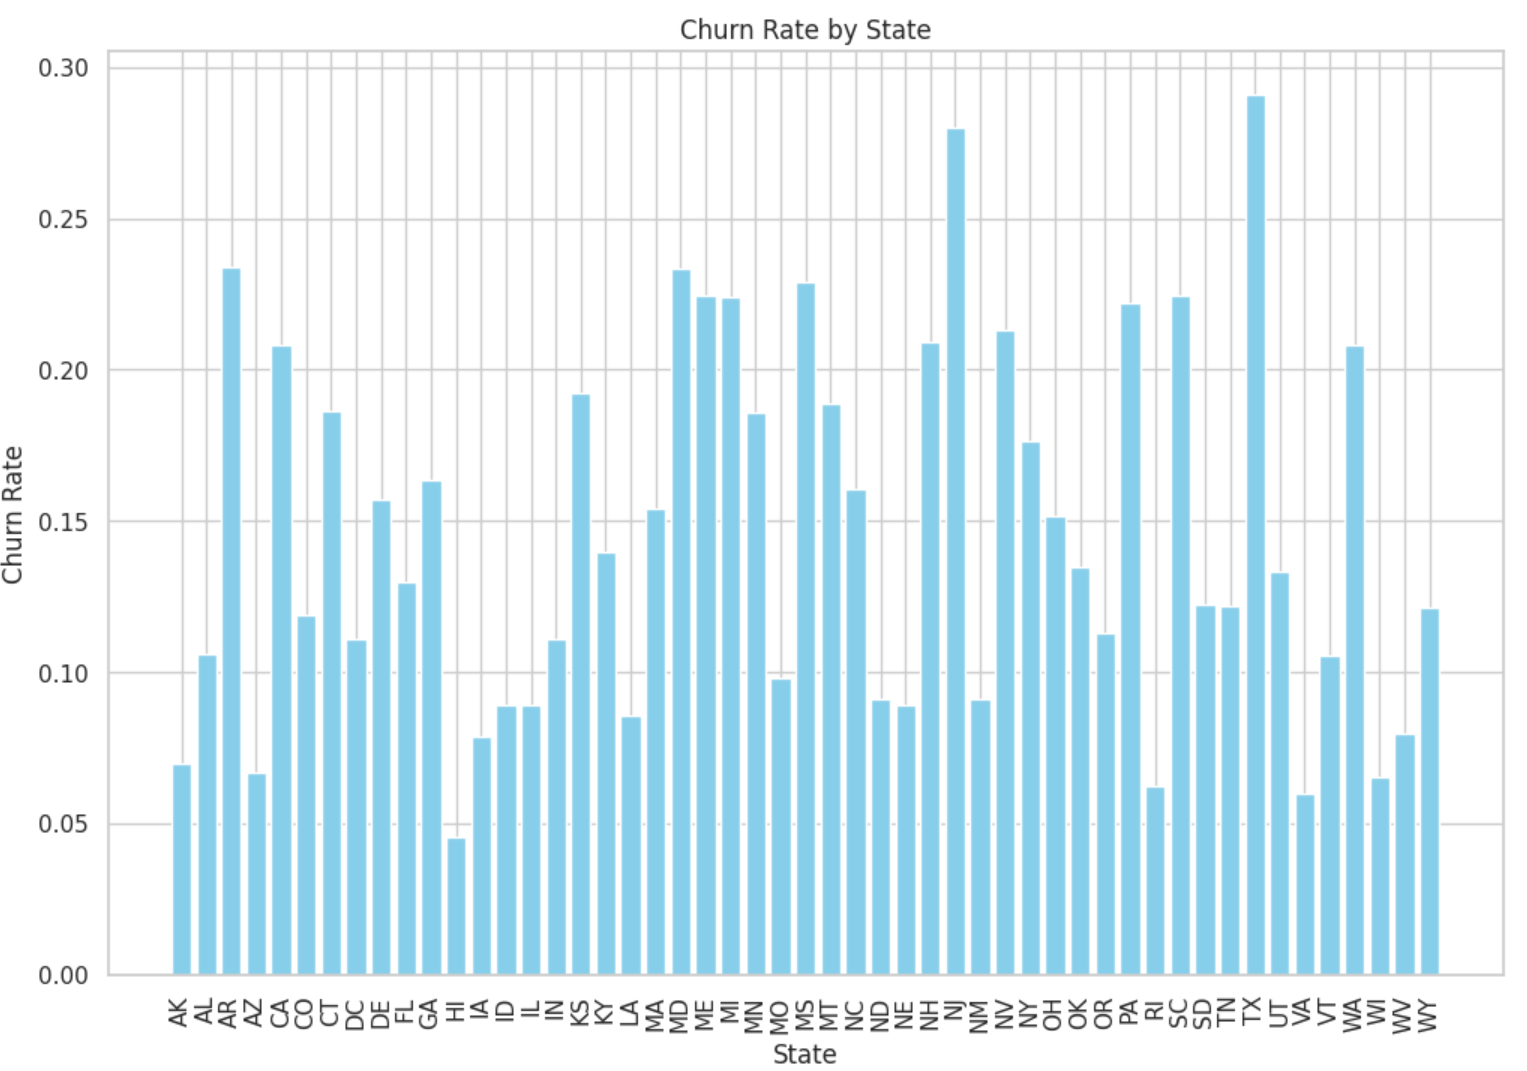 Churn Rate by State
0.30
0.25
0.20
0.15
0.10
0.05
0.00
Churn Rate
AK AL AR AZ CA CO CT DC DE FL GA HI IA ID IL IN KS KY LA MA MD ME MI MN MO MS MT NC ND NE NH NJ NM NV NY OH OK OR PA RI SC SD TN TX UT VA VT WA WI WV WY
State